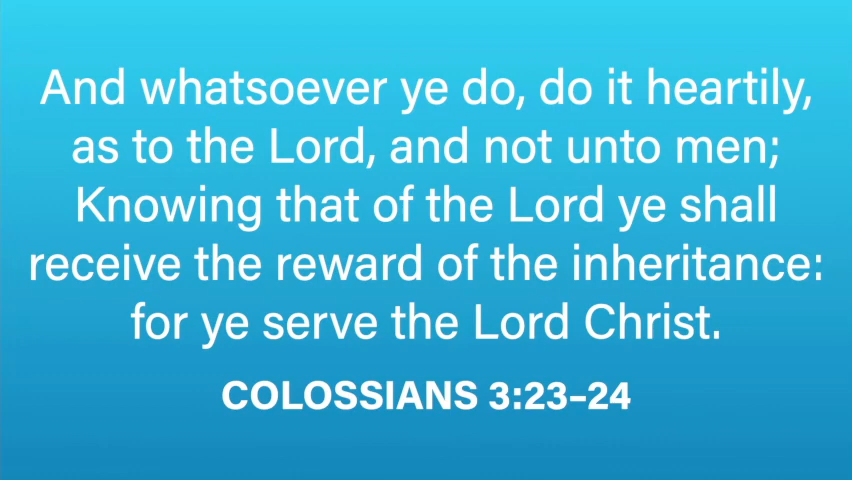 And whatsoever ye do, do it heartily,
as to the Lord, and not unto men;
Knowing that of the Lord ye shall
receive the reward of the inheritance:
for ye serve the Lord Christ.
COLOSSIANS 3:23–24